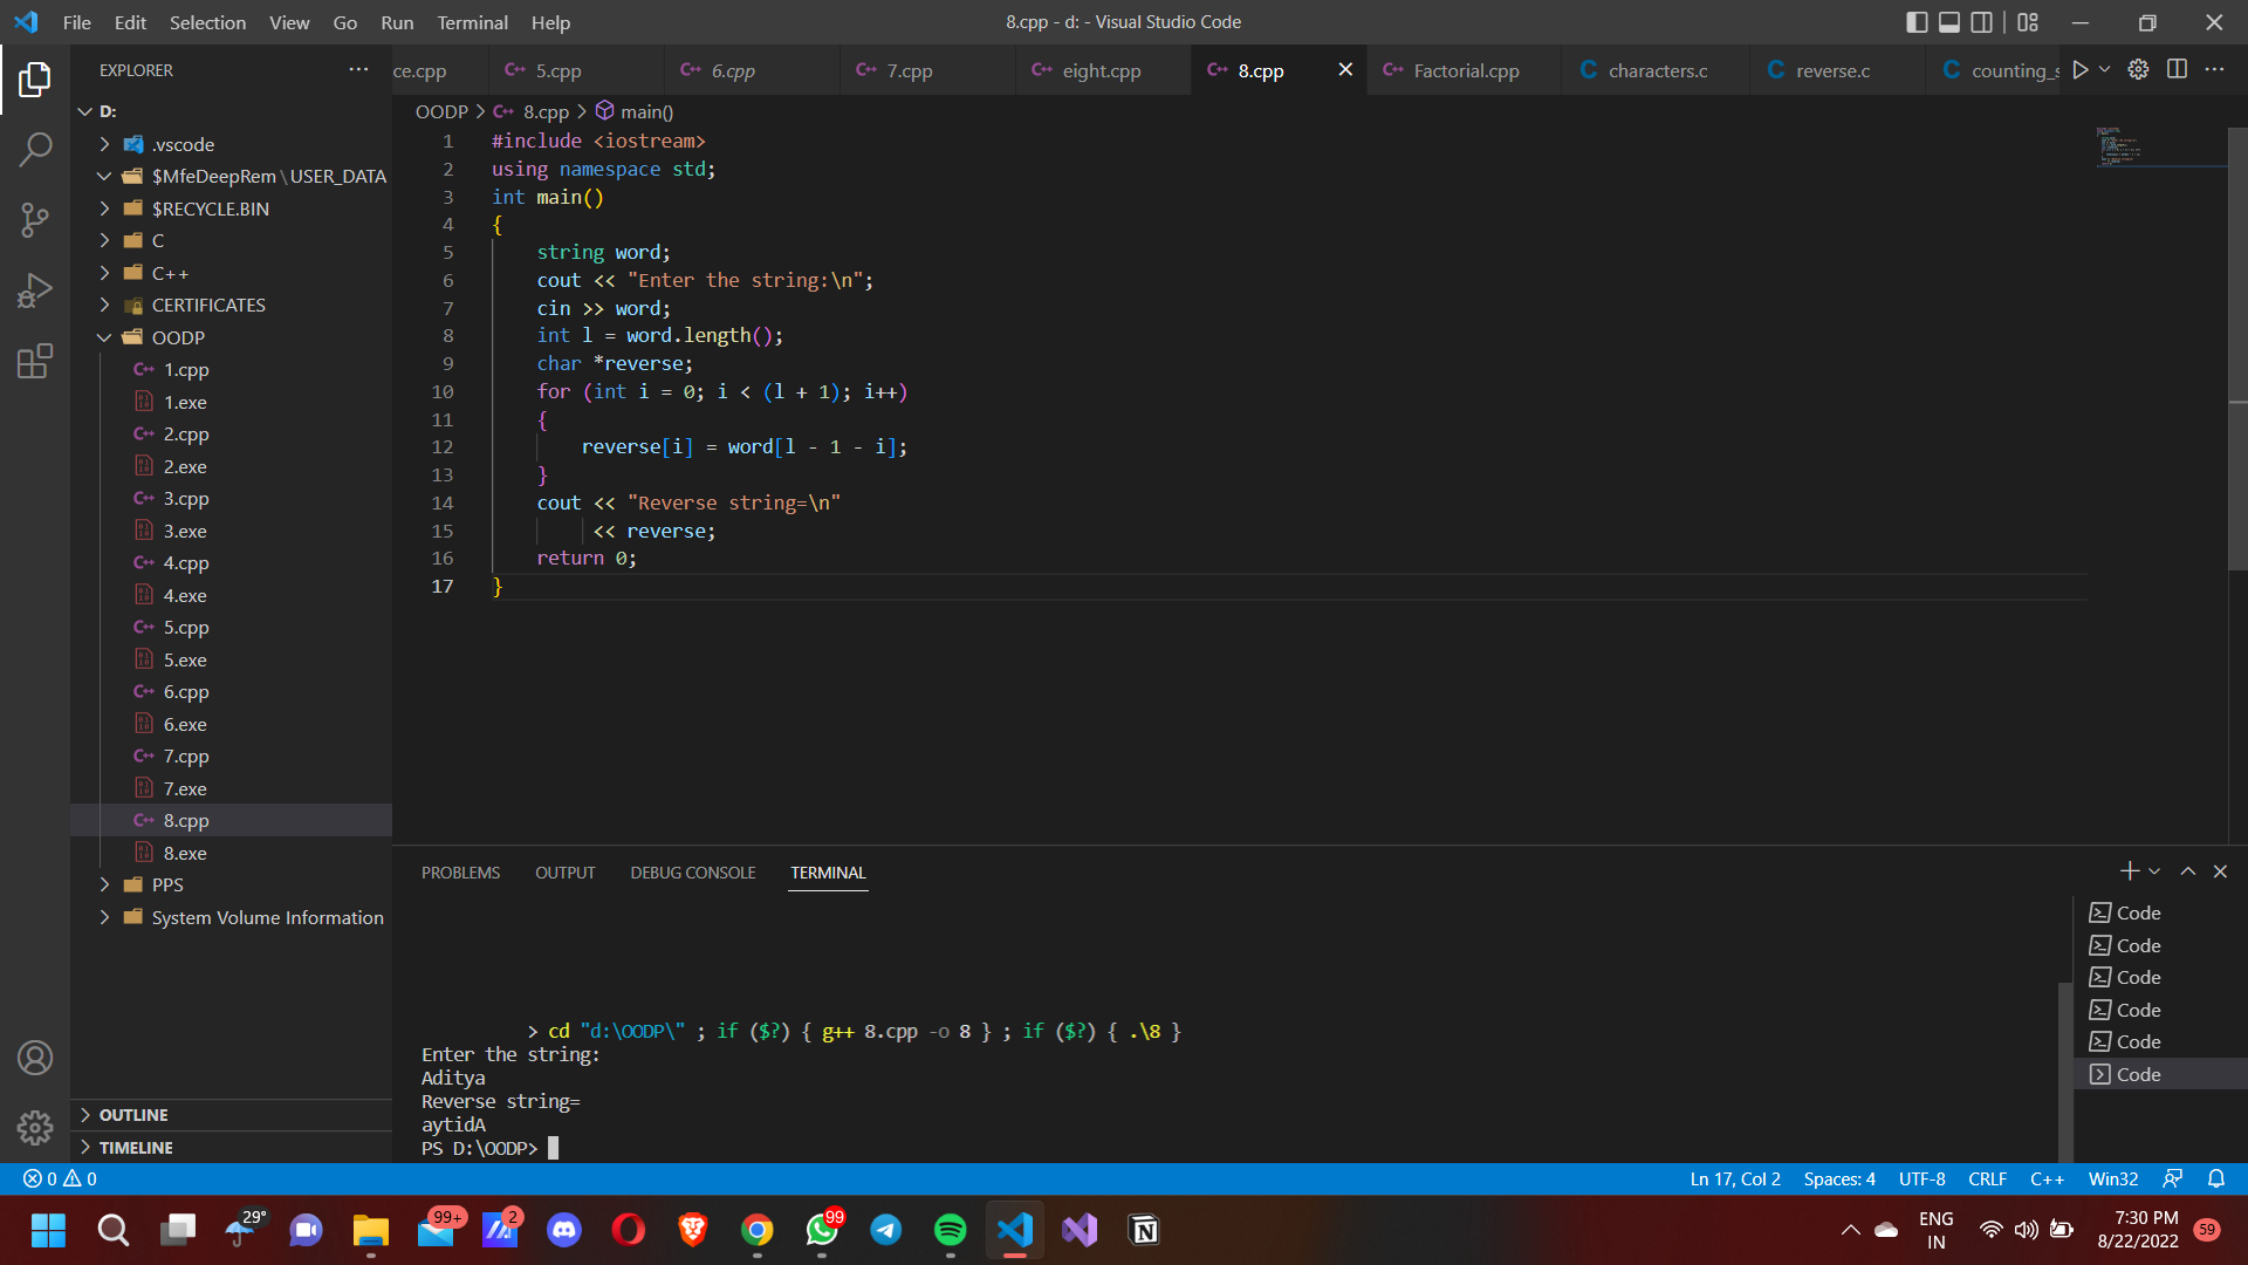 File Edit Selection View Go Run Terminal Help
8.cpp - d: - Visual Studio Code
EXPLORER
ce.cpp 5.cpp 6.cpp 7.cpp eight.cpp 8.cpp Factorial.cpp characters.c reverse.c counting_s
OODP > 8.cpp > main()
D:
.vscode
$MfeDeepRem\USER_DATA
$RECYCLE.BIN
C
C++
CERTIFICATES
OODP
1.cpp
1.exe
2.cpp
2.exe
3.cpp
3.exe
4.cpp
4.exe
5.cpp
5.exe
6.cpp
6.exe
7.cpp
7.exe
8.cpp
8.exe
PPS
System Volume Information
OUTLINE
TIMELINE
1 #include <iostream>
2 using namespace std;
3 int main()
4 {
5 string word;
6 cout << "Enter the string:\n";
7 cin >> word;
8 int l = word.length();
9 char *reverse;
10 for (int i = 0; i < (l + 1); i++)
11 {
12 reverse[i] = word[l - 1 - i];
13 }
14 cout << "Reverse string=\n"
15 << reverse;
16 return 0;
17 }
PROBLEMS OUTPUT DEBUG CONSOLE TERMINAL
> cd "d:\OODP\" ; if ($?) { g++ 8.cpp -o 8 } ; if ($?) { .\8 }
Enter the string:
Aditya
Reverse string=
aytidA
PS D:\OODP>
Code
Code
Code
Code
Code
Code
0 0
Ln 17, Col 2 Spaces: 4 UTF-8 CRLF C++ Win32
29° 99+ 2 99
ENG
IN
7:30 PM
8/22/2022
59